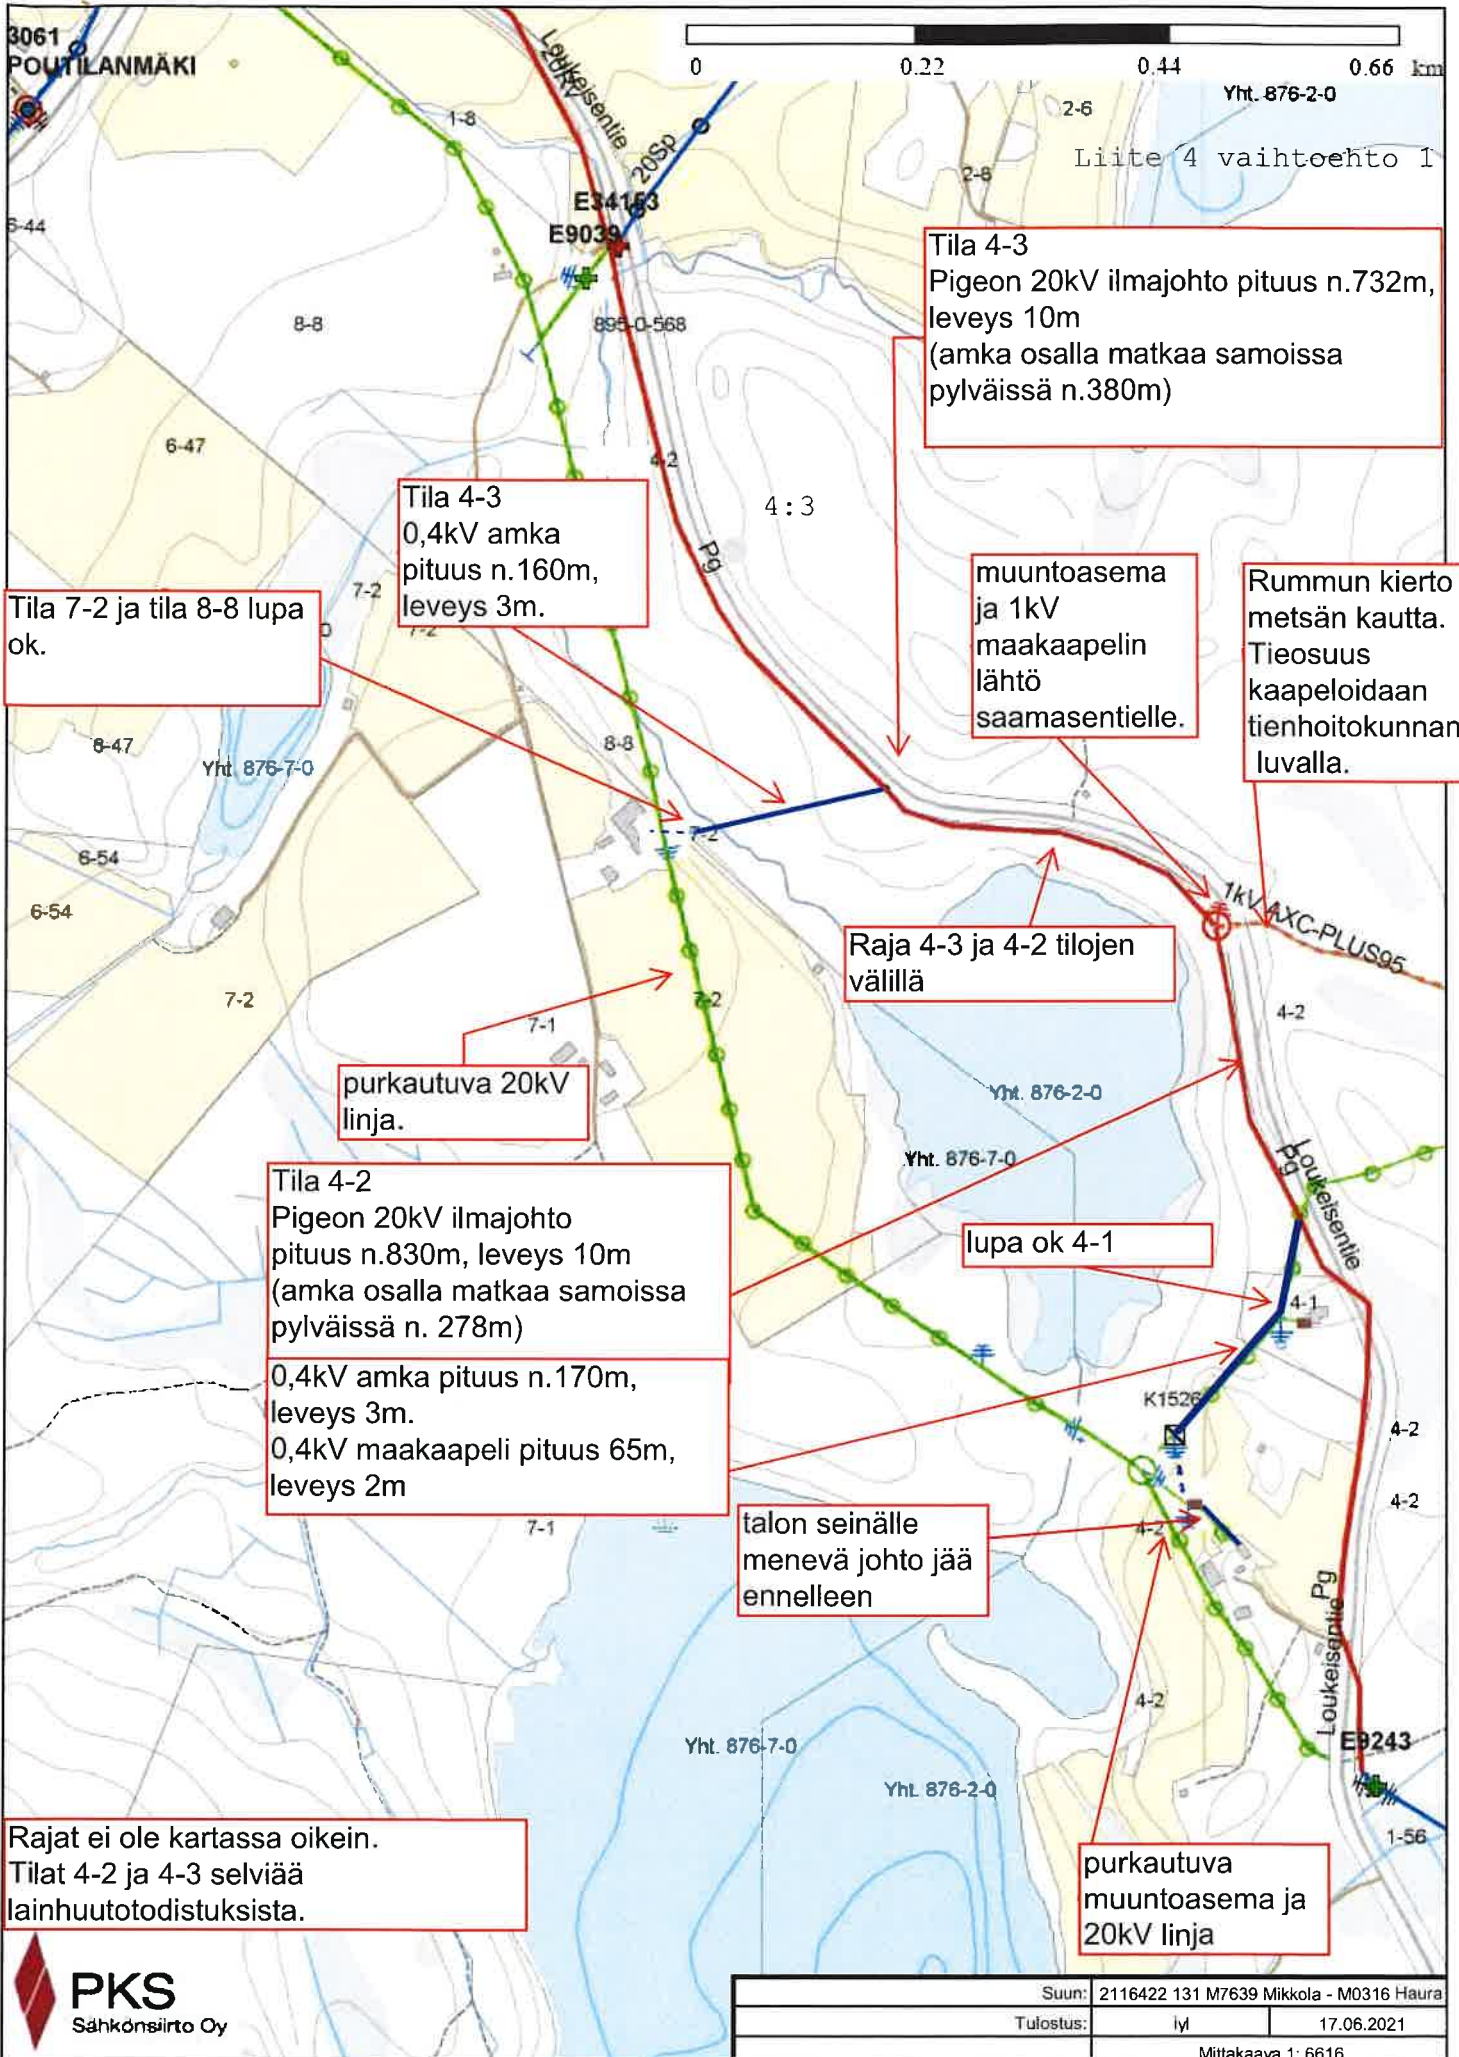 3061
POUTILANMÄKI
0 0.22 0.44 0.66 km
Yht. 876-2-0
Liite 4 vaihtoehto 1
Loukeisentie
20Sp
1-8
2-6
2-8
6-44
E34153
E9039
895-0-568
8-8
Tila 4-3
Pigeon 20kV ilmajohto pituus n.732m,
leveys 10m
(amka osalla matkaa samoissa
pylväissä n.380m)
6-47
4-2
4:3
Pg
Tila 4-3
0,4kV amka
pituus n.160m,
leveys 3m.
muuntoasema
ja 1kV
maakaapelin
lähtö
saamasentielle.
Rummun kierto
metsän kautta.
Tieosuus
kaapeloidaan
tienhoitokunnan
luvalla.
Tila 7-2 ja tila 8-8 lupa
ok.
7-2
7-2
8-47
Yht. 876-7-0
8-8
7-2
6-54
6-54
1kV AXC-PLUS95
Raja 4-3 ja 4-2 tilojen
välillä
7-2
7-2
7-1
4-2
purkautuva 20kV
linja.
Yht. 876-2-0
Yht. 876-7-0
Pg
Loukeisentie
Tila 4-2
Pigeon 20kV ilmajohto
pituus n.830m, leveys 10m
(amka osalla matkaa samoissa
pylväissä n. 278m)
lupa ok 4-1
4-1
0,4kV amka pituus n.170m,
leveys 3m.
0,4kV maakaapeli pituus 65m,
leveys 2m
K1526
4-2
4-2
7-1
4-2
talon seinälle
menevä johto jää
ennelleen
Pg
Loukeisentie
4-2
Yht. 876-7-0
Yht. 876-2-0
E9243
1-56
Rajat ei ole kartassa oikein.
Tilat 4-2 ja 4-3 selviää
lainhuutotodistuksista.
purkautuva
muuntoasema ja
20kV linja
PKS
Sähkönsiirto Oy
Suun: 2116422 131 M7639 Mikkola - M0316 Haura
Tulostus: iyl 17.06.2021
Mittakaava 1: 6616